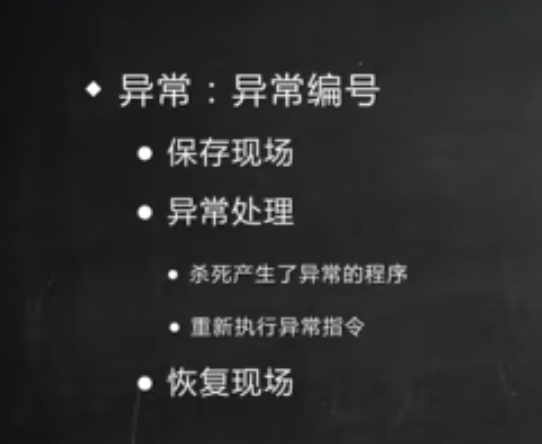 异常：异常编号
保存现场
异常处理
杀死产生了异常的程序
重新执行异常指令
恢复现场